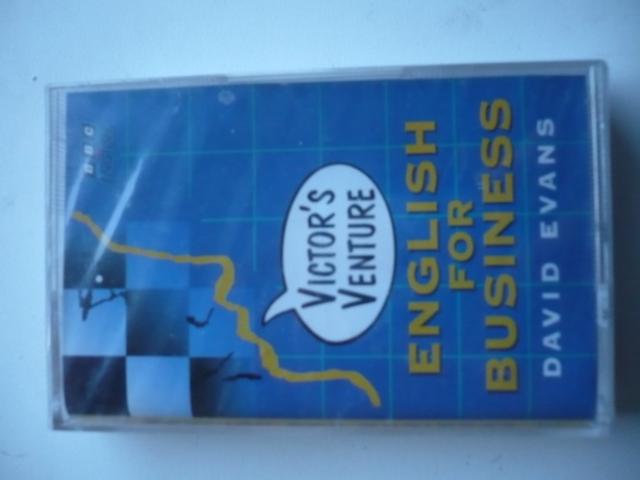 BBC
VICTOR'S
VENTURE
ENGLISH
FOR
BUSINESS
DAVID EVANS